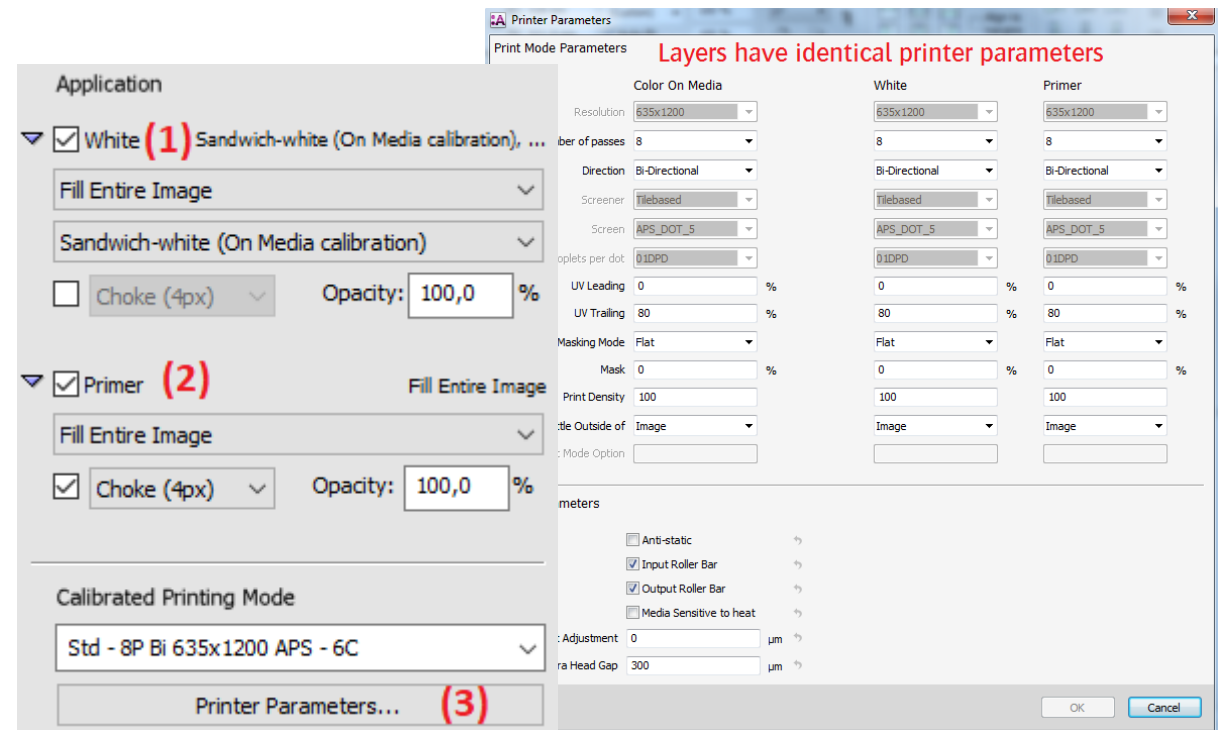 Application
White (1) Sandwich-white (On Media calibration), ...
Fill Entire Image
Sandwich-white (On Media calibration)
Choke (4px) Opacity: 100,0 %
Primer (2) Fill Entire Image
Fill Entire Image
Choke (4px) Opacity: 100,0 %
Calibrated Printing Mode
Std - 8P Bi 635x1200 APS - 6C
Printer Parameters... (3)
:A Printer Parameters
Print Mode Parameters Layers have identical printer parameters
Color On Media White Primer
Resolution 635x1200 635x1200 635x1200
ber of passes 8 8 8
Direction Bi-Directional Bi-Directional Bi-Directional
Screener Tilebased Tilebased Tilebased
Screen APS_DOT_5 APS_DOT_5 APS_DOT_5
oplets per dot 01DPD 01DPD 01DPD
UV Leading 0 % 0 % 0 %
UV Trailing 80 % 80 % 80 %
Masking Mode Flat Flat Flat
Mask 0 % 0 % 0 %
Print Density 100 100 100
tle Outside of Image Image Image
t Mode Option
meters
Anti-static
Input Roller Bar
Output Roller Bar
Media Sensitive to heat
t Adjustment 0 µm
ra Head Gap 300 µm
OK Cancel